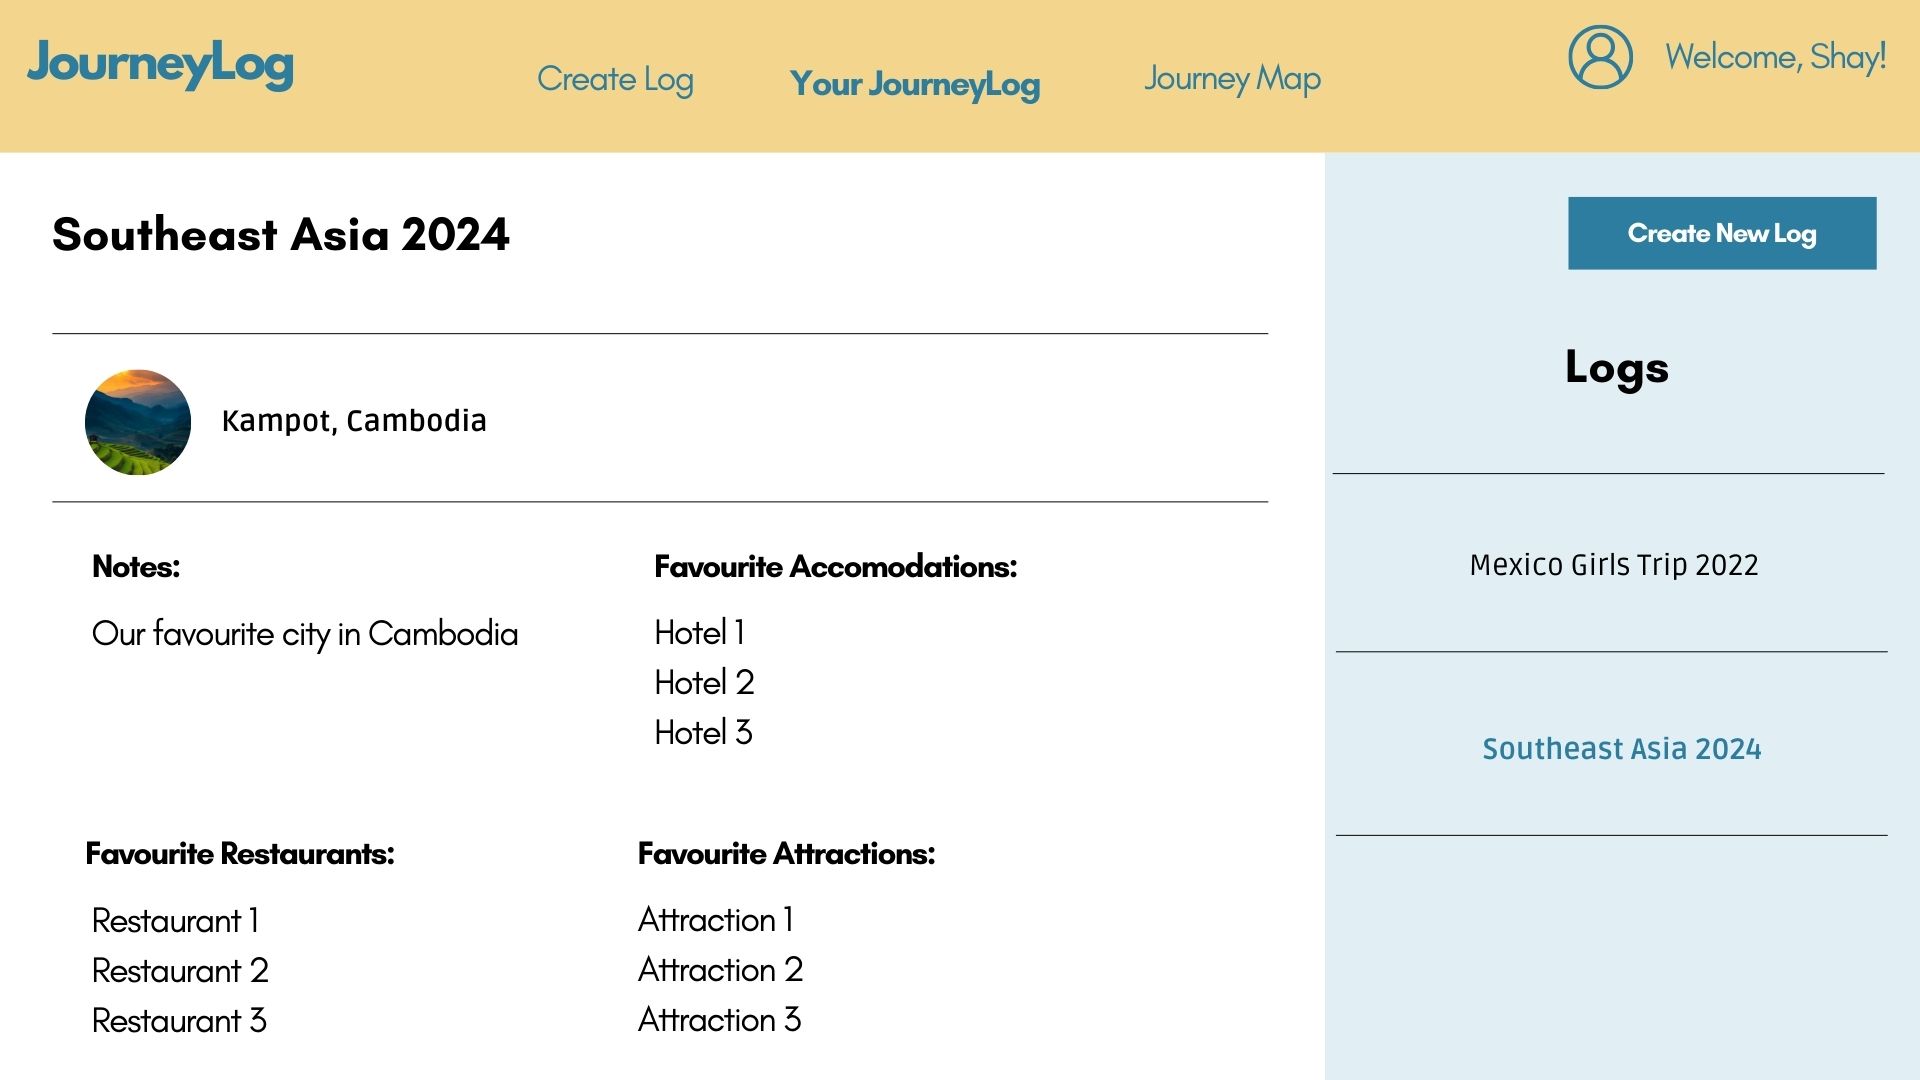 JourneyLog
Create Log
Your JourneyLog
Journey Map
Welcome, Shay!
Southeast Asia 2024
Kampot, Cambodia
Notes:
Our favourite city in Cambodia
Favourite Accomodations:
Hotel 1
Hotel 2
Hotel 3
Favourite Restaurants:
Restaurant 1
Restaurant 2
Restaurant 3
Favourite Attractions:
Attraction 1
Attraction 2
Attraction 3
Create New Log
Logs
Mexico Girls Trip 2022
Southeast Asia 2024